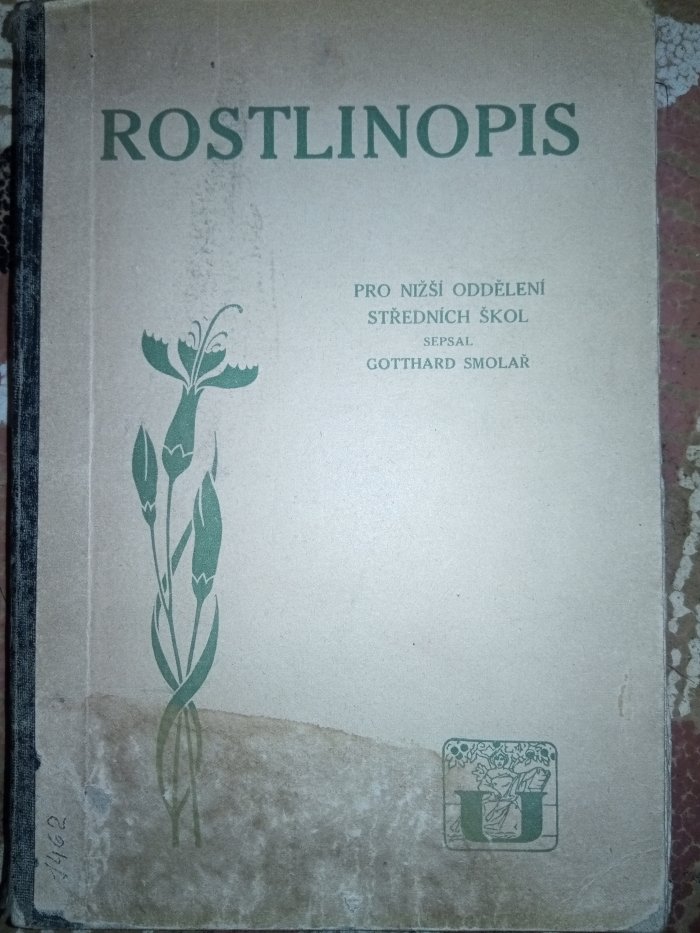 ROSTLINOPIS
PRO NIŽŠÍ ODDĚLENÍ
STŘEDNÍCH ŠKOL
SEPSAL
GOTTHARD SMOLAŘ
U
1462